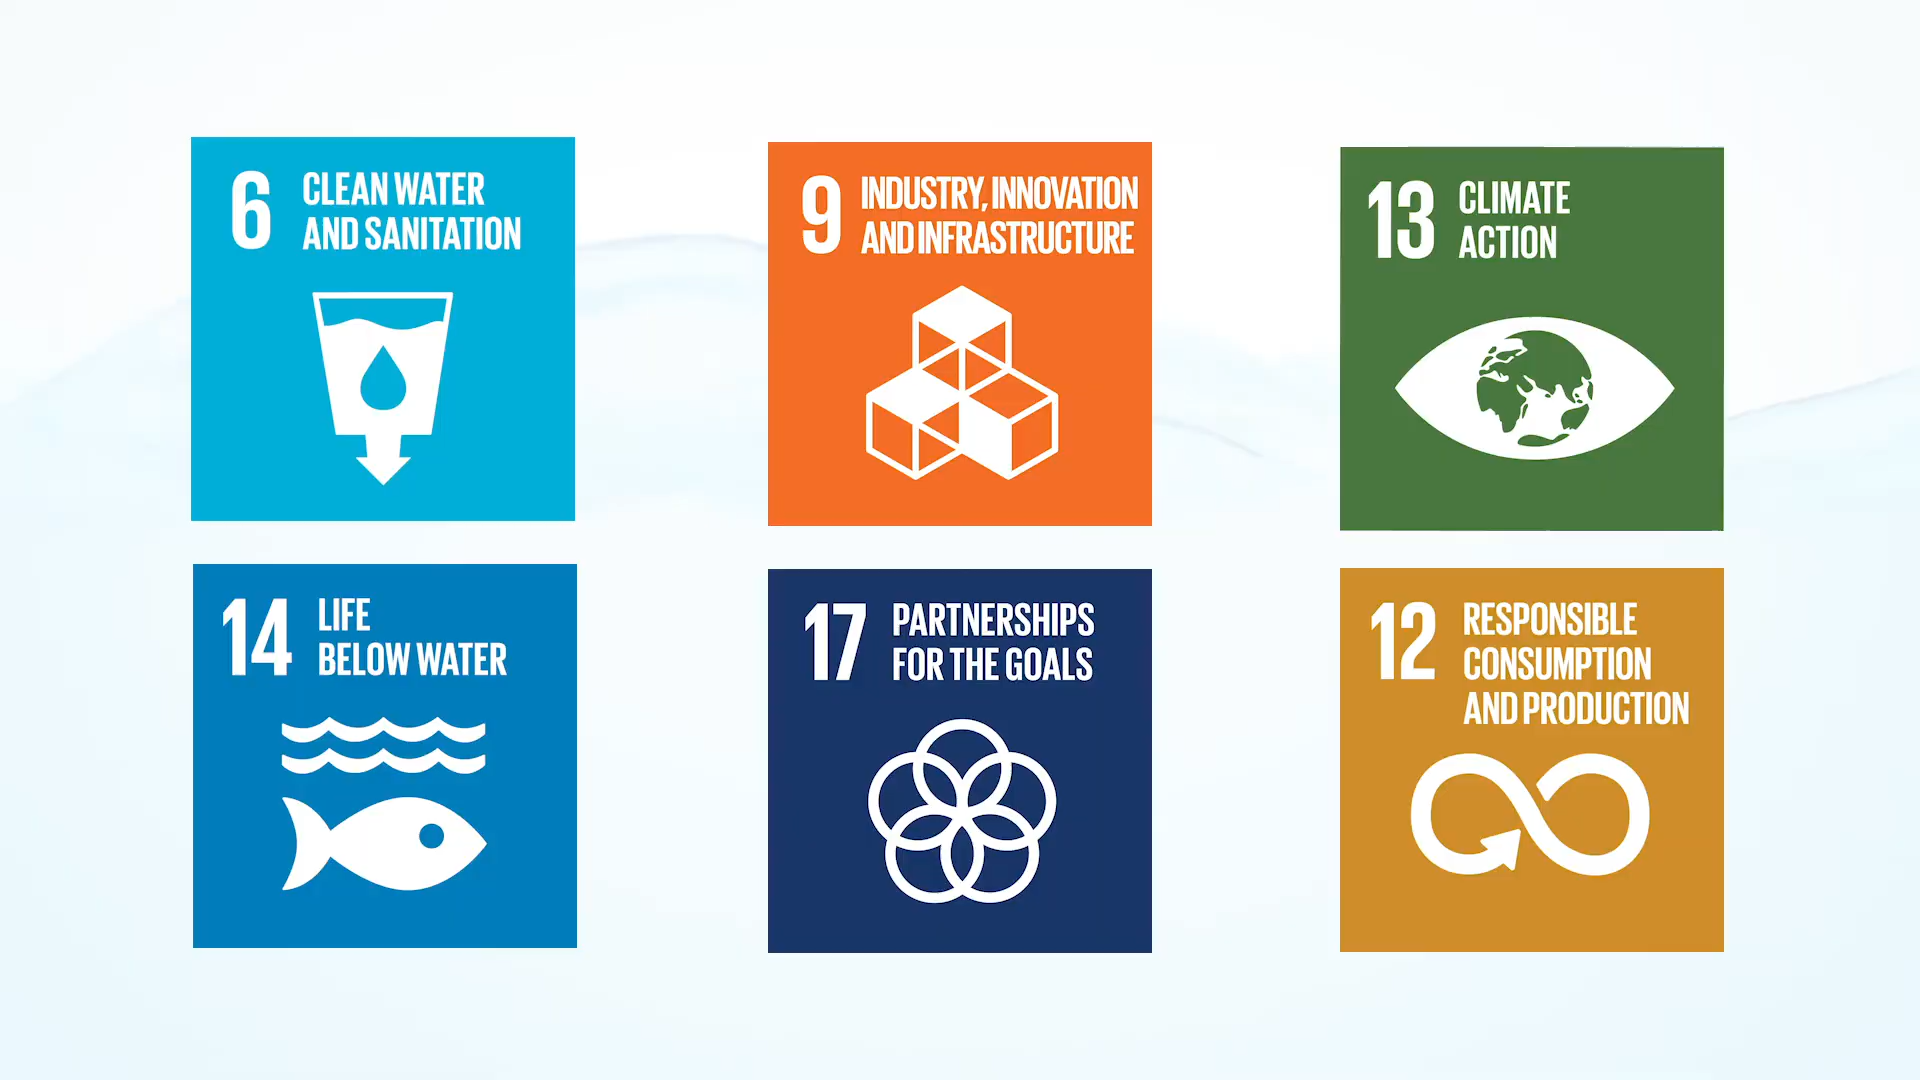 6
CLEAN WATER
AND SANITATION
9
INDUSTRY, INNOVATION
AND INFRASTRUCTURE
13
CLIMATE
ACTION
14
LIFE
BELOW WATER
17
PARTNERSHIPS
FOR THE GOALS
12
RESPONSIBLE
CONSUMPTION
AND PRODUCTION